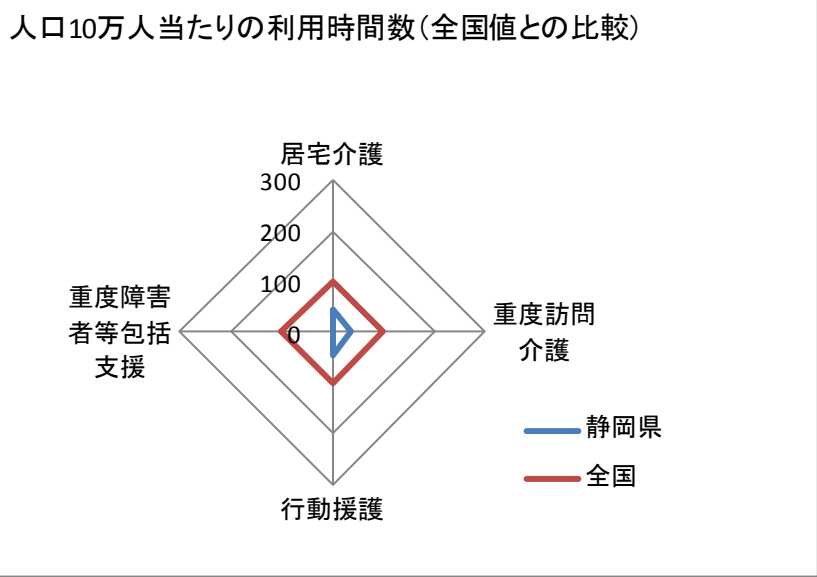 人口10万人当たりの利用時間数（全国値との比較）
居宅介護
300
200
100
0
重度障害
者等包括
支援
重度訪問
介護
行動援護
静岡県
全国